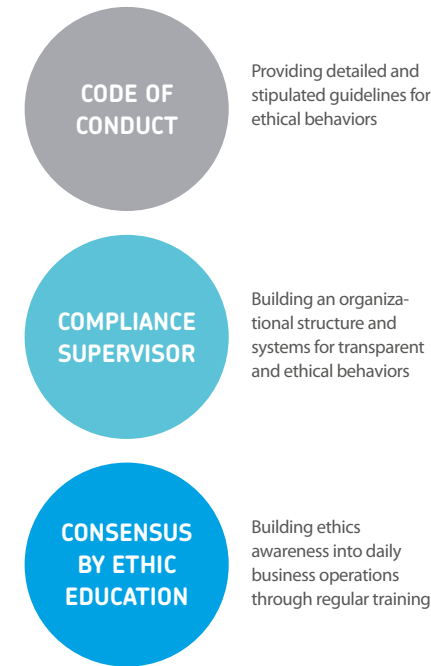 CODE OF
CONDUCT
Providing detailed and
stipulated guidelines for
ethical behaviors
COMPLIANCE
SUPERVISOR
Building an organiza-
tional structure and
systems for transparent
and ethical behaviors
CONSENSUS
BY ETHIC
EDUCATION
Building ethics
awareness into daily
business operations
through regular training